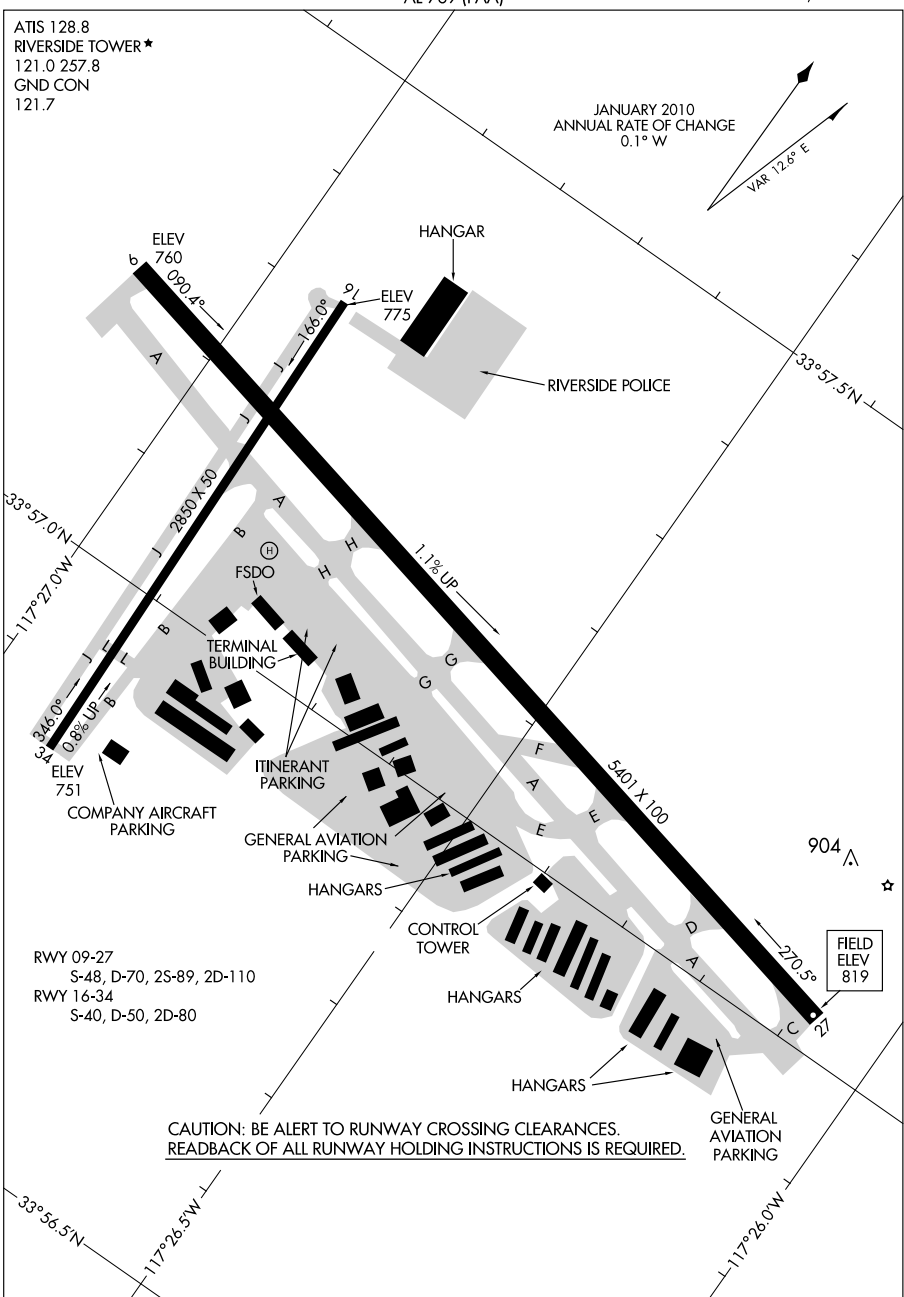 AL-709 (FAA)
ATIS 128.8
RIVERSIDE TOWER★
121.0 257.8
GND CON
121.7
JANUARY 2010
ANNUAL RATE OF CHANGE
0.1° W
VAR 12.6° E
HANGAR
ELEV
760
9
090.4°
ELEV
775
16
166.0°
RIVERSIDE POLICE
33°57.5'N
A
J
J
2850 X 50
33°57.0'N
117°27.0'W
B
A
H
H
H
FSDO
1.1% UP
J
B
TERMINAL
BUILDING
G
G
J
L
L
B
346.0°
0.8% UP
34
ELEV
751
ITINERANT
PARKING
F
A
E
E
5401 X 100
COMPANY AIRCRAFT
PARKING
GENERAL AVIATION
PARKING
HANGARS
904
CONTROL
TOWER
D
A
270.5°
FIELD
ELEV
819
C
27
RWY 09-27
S-48, D-70, 2S-89, 2D-110
RWY 16-34
S-40, D-50, 2D-80
HANGARS
HANGARS
GENERAL
AVIATION
PARKING
CAUTION: BE ALERT TO RUNWAY CROSSING CLEARANCES.
READBACK OF ALL RUNWAY HOLDING INSTRUCTIONS IS REQUIRED.
33°56.5'N
117°26.5'W
117°26.0'W